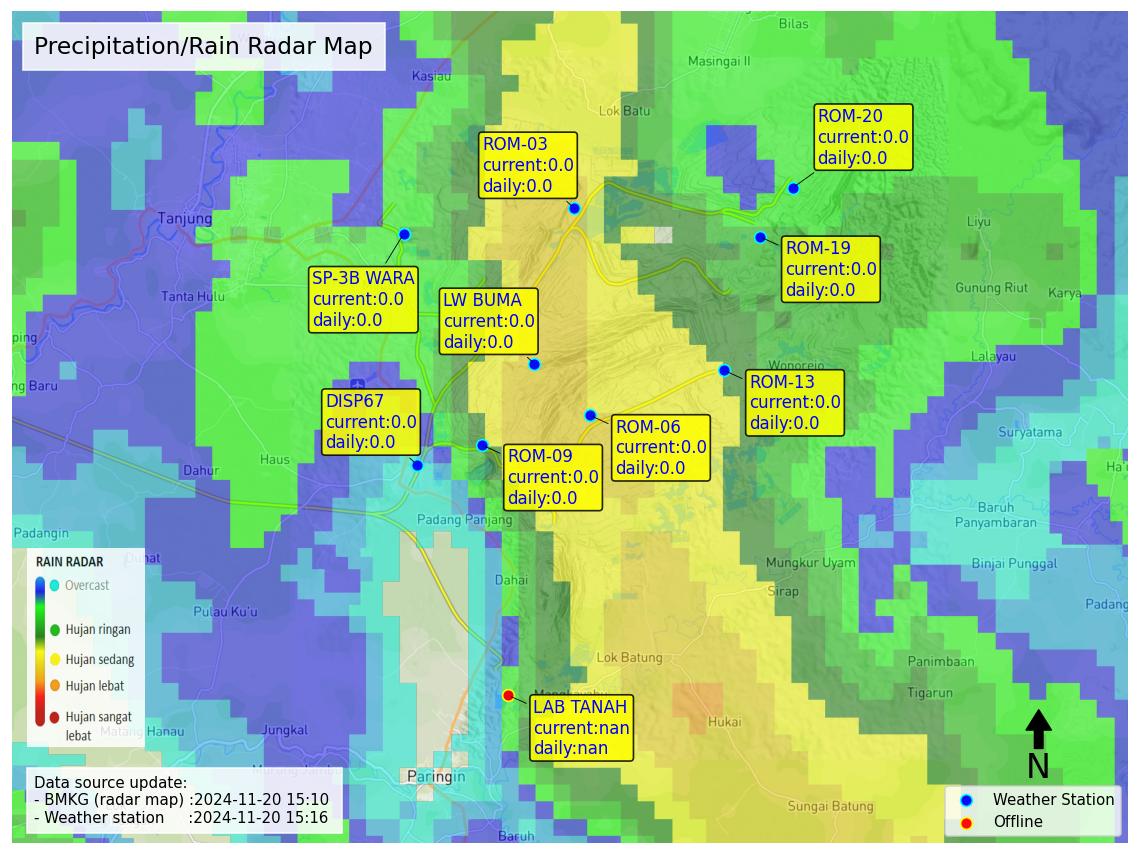 Precipitation/Rain Radar Map
Bilas
Kasiau
Masingai II
Lok Batu
ROM-20
current:0.0
daily:0.0
ROM-03
current:0.0
daily:0.0
Tanjung
Liyu
ROM-19
current:0.0
daily:0.0
SP-3B WARA
current:0.0
daily:0.0
Tanta Hulu
LW BUMA
current:0.0
daily:0.0
Gunung Riut
Karya
ping
Lalayau
Wonorejo
ng Baru
ROM-13
current:0.0
daily:0.0
DISP67
current:0.0
daily:0.0
ROM-06
current:0.0
daily:0.0
Suryatama
ROM-09
current:0.0
daily:0.0
Haus
Dahur
Ha'u
Baruh
Panyambaran
Padang Panjang
Padangin
Binjai Punggal
Mungkur Uyam
Dahai
Sirap
Padang
Pulau Ku'u
RAIN RADAR
Overcast
Hujan ringan
Hujan sedang
Hujan lebat
Hujan sangat
lebat
Lok Batung
Panimbaan
Tigarun
LAB TANAH
current:nan
daily:nan
Hukai
Matang Hanau
Jungkal
Paringin
N
Sungai Batung
Baruh
Data source update:
- BMKG (radar map) :2024-11-20 15:10
- Weather station :2024-11-20 15:16
Weather Station
Offline